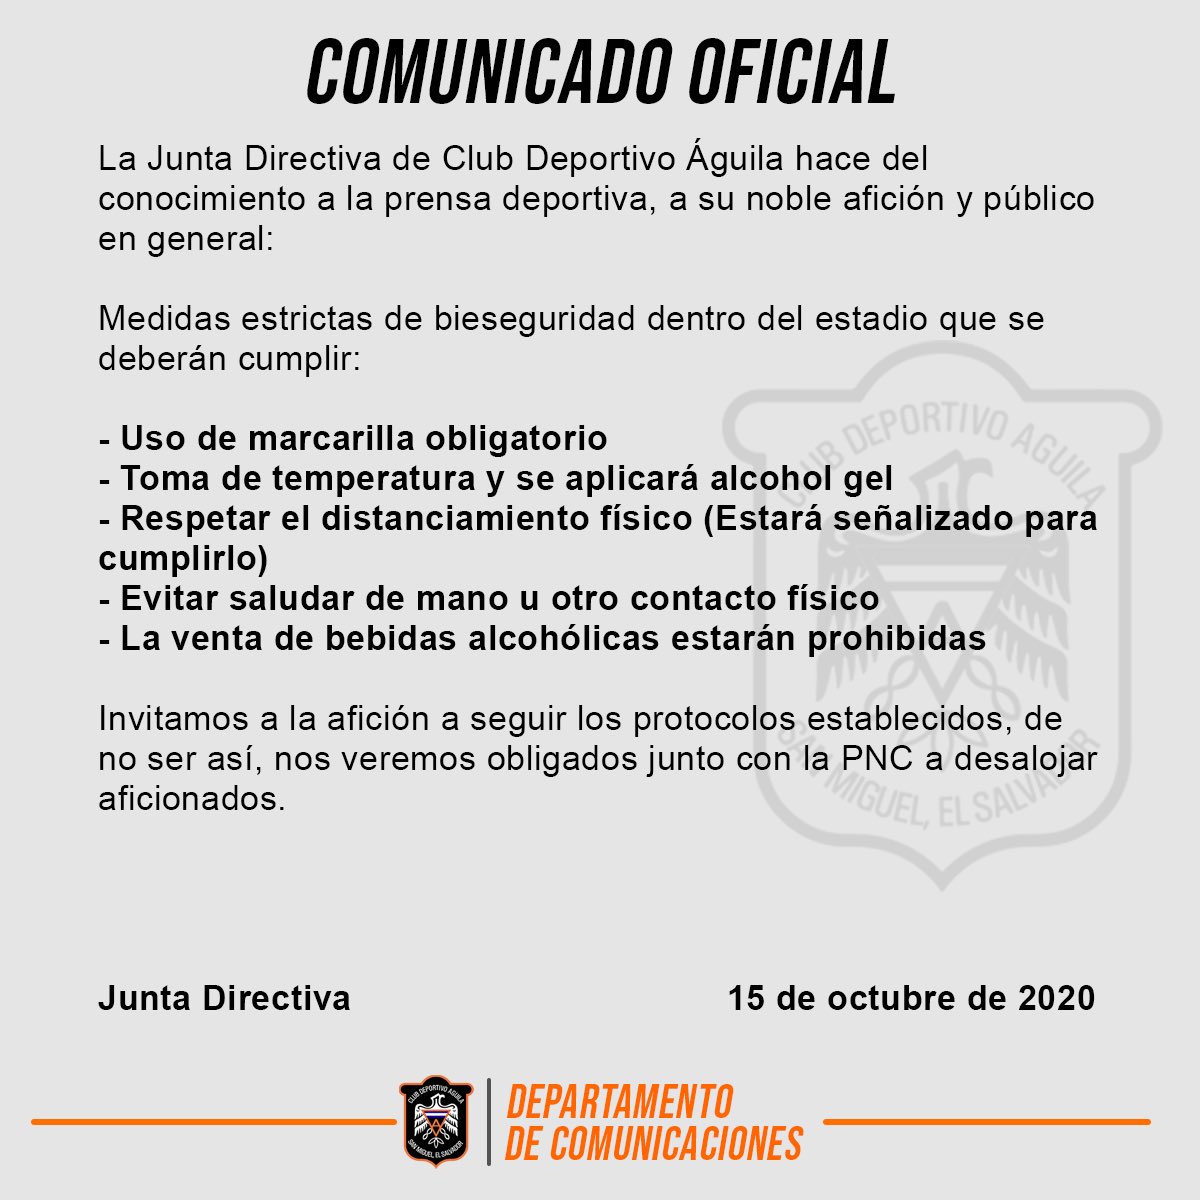 COMUNICADO OFICIAL
La Junta Directiva de Club Deportivo Águila hace del
conocimiento a la prensa deportiva, a su noble afición y público
en general:
Medidas estrictas de bieseguridad dentro del estadio que se
deberán cumplir:
- Uso de marcarilla obligatorio
- Toma de temperatura y se aplicará alcohol gel
- Respetar el distanciamiento físico (Estará señalizado para
cumplirlo)
- Evitar saludar de mano u otro contacto físico
- La venta de bebidas alcohólicas estarán prohibidas
Invitamos a la afición a seguir los protocolos establecidos, de
no ser así, nos veremos obligados junto con la PNC a desalojar
aficionados.
CLUB DEPORTIVO AGUILA
SAN MIGUEL, EL SALVADOR
Junta Directiva 15 de octubre de 2020
CLUB DEPORTIVO AGUILA
SAN MIGUEL, EL SALVADOR
DEPARTAMENTO
DE COMUNICACIONES